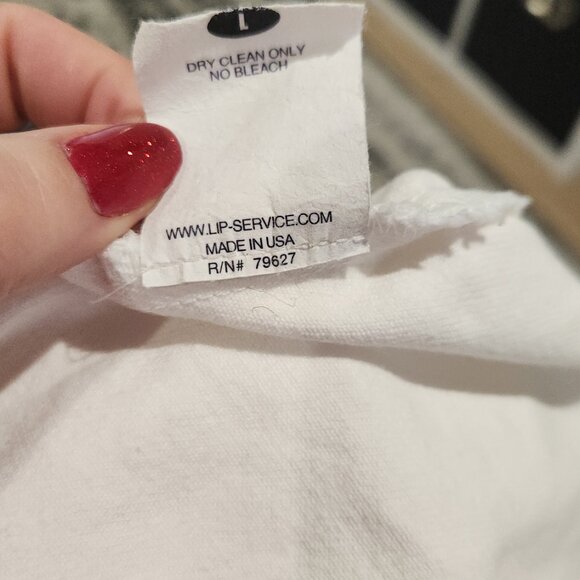 DRY CLEAN ONLY
NO BLEACH
WWW.LIP-SERVICE.COM
MADE IN USA
R/N# 79627